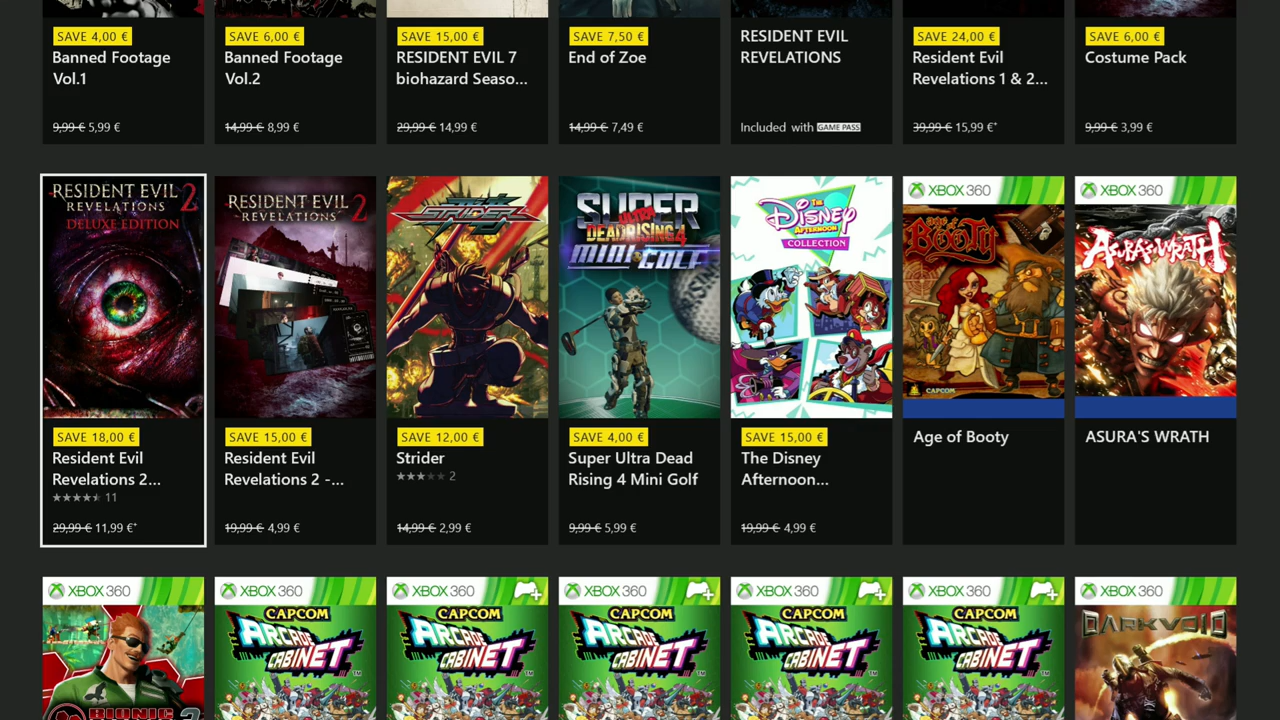 SAVE 4,00 €
Banned Footage
Vol.1
9,99 € 5,99 €
SAVE 6,00 €
Banned Footage
Vol.2
14,99 € 8,99 €
SAVE 15,00 €
RESIDENT EVIL 7
biohazard Seaso...
29,99 € 14,99 €
SAVE 7,50 €
End of Zoe
14,99 € 7,49 €
RESIDENT EVIL
REVELATIONS
Included with GAME PASS
SAVE 24,00 €
Resident Evil
Revelations 1 & 2...
39,99 € 15,99 €*
SAVE 6,00 €
Costume Pack
9,99 € 3,99 €
RESIDENT EVIL 2
REVELATIONS
DELUXE EDITION
SAVE 18,00 €
Resident Evil
Revelations 2...
11
29,99 € 11,99 €*
RESIDENT EVIL 2
REVELATIONS
SAVE 15,00 €
Resident Evil
Revelations 2 -...
19,99 € 4,99 €
STRIDER
SAVE 12,00 €
Strider
2
14,99 € 2,99 €
SUPER
ULTRA
DEADRISING 4
MINI GOLF
SAVE 4,00 €
Super Ultra Dead
Rising 4 Mini Golf
9,99 € 5,99 €
THE
Disney
AFTERNOON
COLLECTION
SAVE 15,00 €
The Disney
Afternoon...
19,99 € 4,99 €
XBOX 360
age of
BOOTY
CAPCOM
Age of Booty
XBOX 360
ASURA'S WRATH
ASURA'S WRATH
XBOX 360
BIONIC
XBOX 360
CAPCOM
ARCADE
CABINET™
XBOX 360
CAPCOM
ARCADE
CABINET™
XBOX 360
CAPCOM
ARCADE
CABINET™
XBOX 360
CAPCOM
ARCADE
CABINET™
XBOX 360
CAPCOM
ARCADE
CABINET™
XBOX 360
DARKVOID